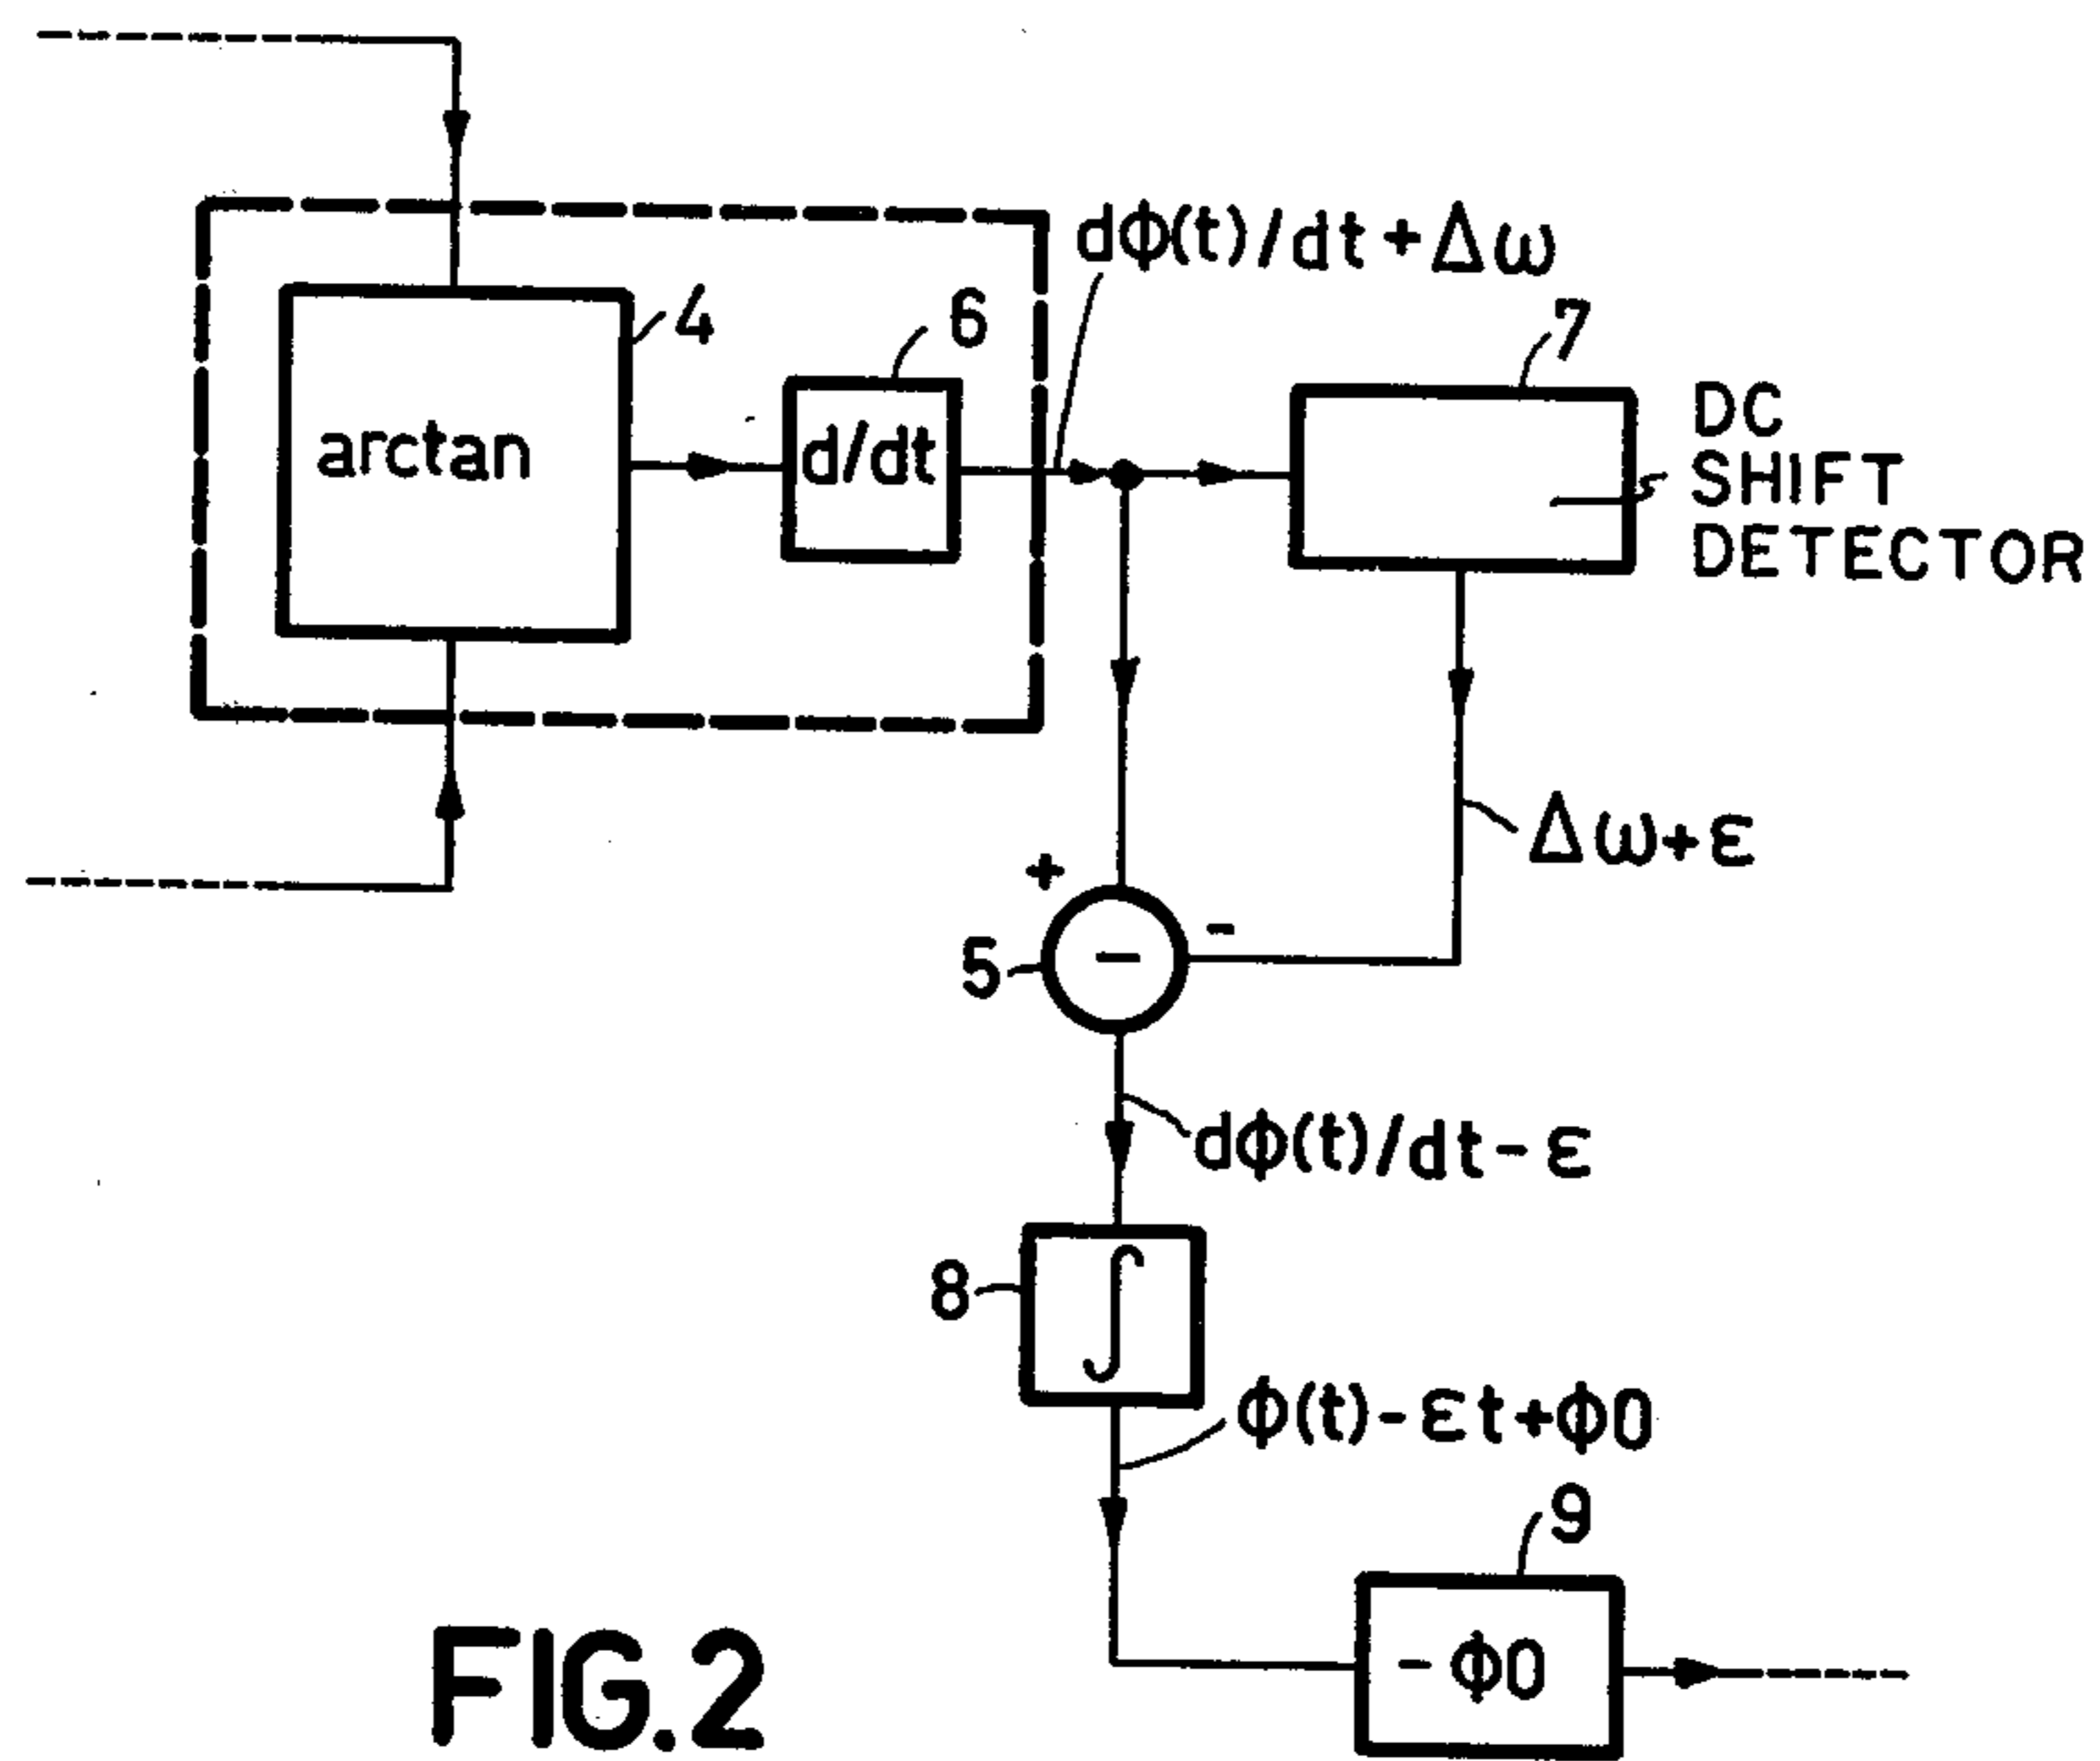 dϕ(t)/dt+Δω
4
6
7
arctan
d/dt
DC
SHIFT
DETECTOR
Δω+ε
+
-
5
−
dϕ(t)/dt-ε
8
∫
ϕ(t)-εt+ϕ0
9
-ϕ0
FIG.2